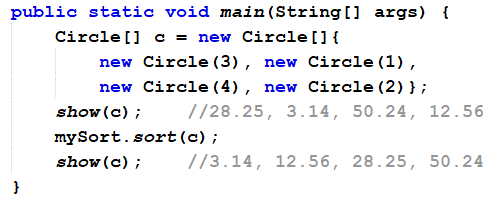 public static void main(String[] args) {
    Circle[] c = new Circle[]{
        new Circle(3), new Circle(1),
        new Circle(4), new Circle(2)};
    show(c);    //28.25, 3.14, 50.24, 12.56
    mySort.sort(c);
    show(c);    //3.14, 12.56, 28.25, 50.24
}